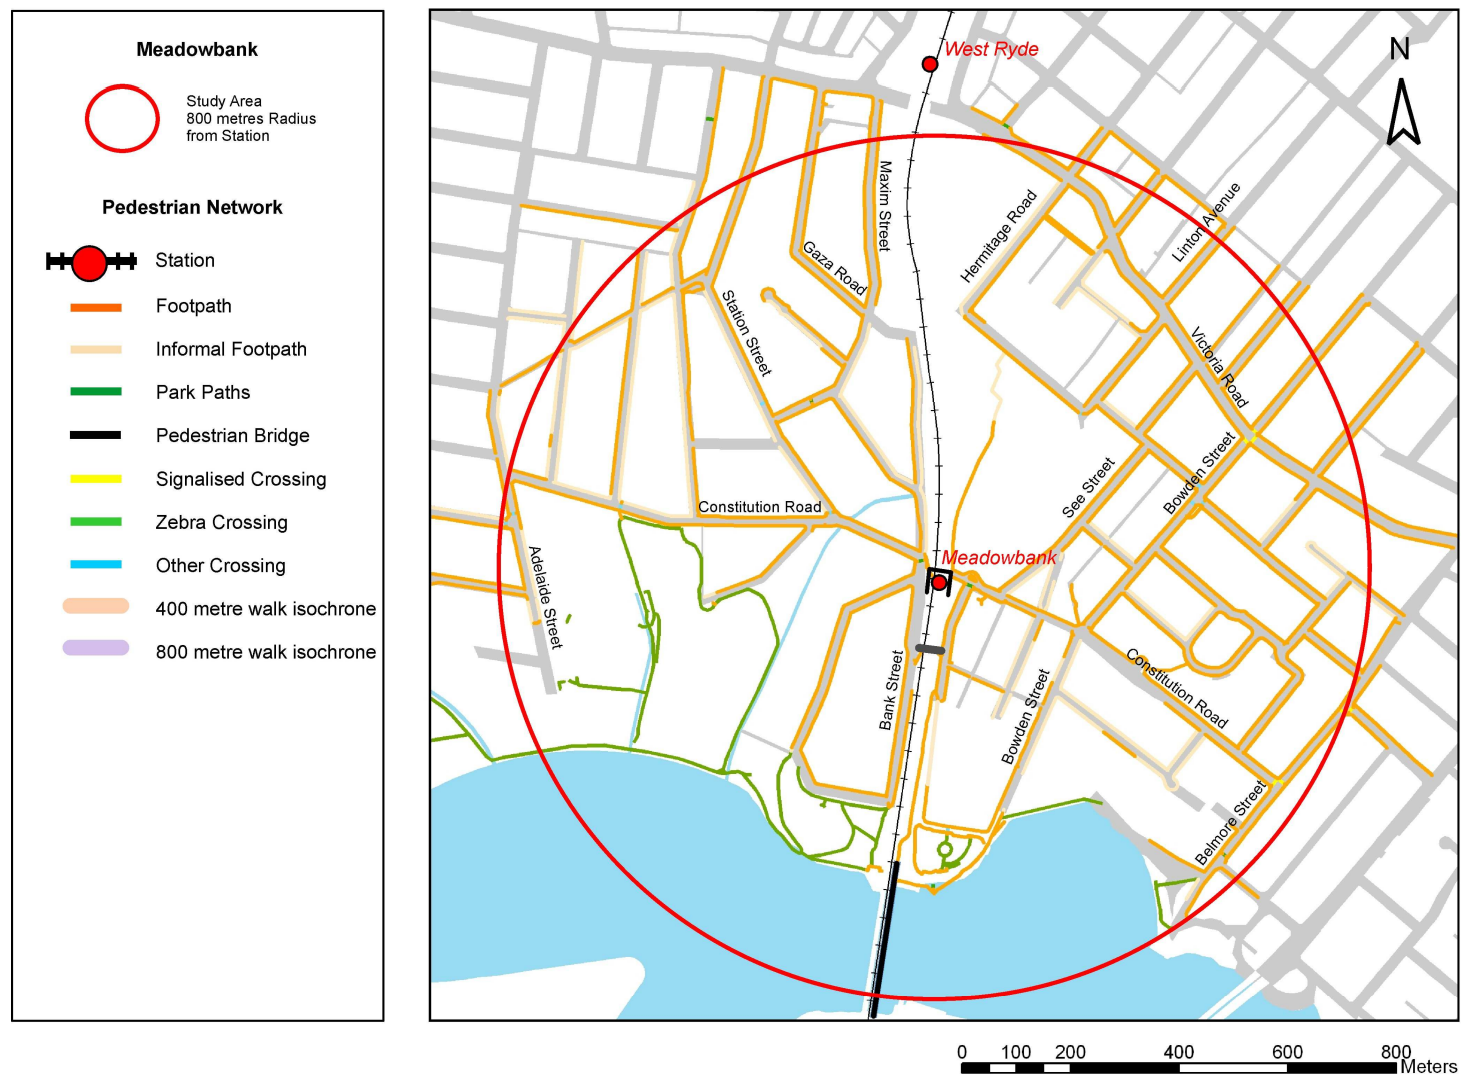 Meadowbank
Study Area
800 metres Radius
from Station
Pedestrian Network
Station
Footpath
Informal Footpath
Park Paths
Pedestrian Bridge
Signalised Crossing
Zebra Crossing
Other Crossing
400 metre walk isochrone
800 metre walk isochrone
West Ryde
N
Maxim Street
Hermitage Road
Linton Avenue
Gaza Road
Station Street
Victoria Road
Bowden Street
See Street
Constitution Road
Meadowbank
Adelaide Street
Bank Street
Bowden Street
Constitution Road
Belmore Street
0 100 200 400 600 800
Meters